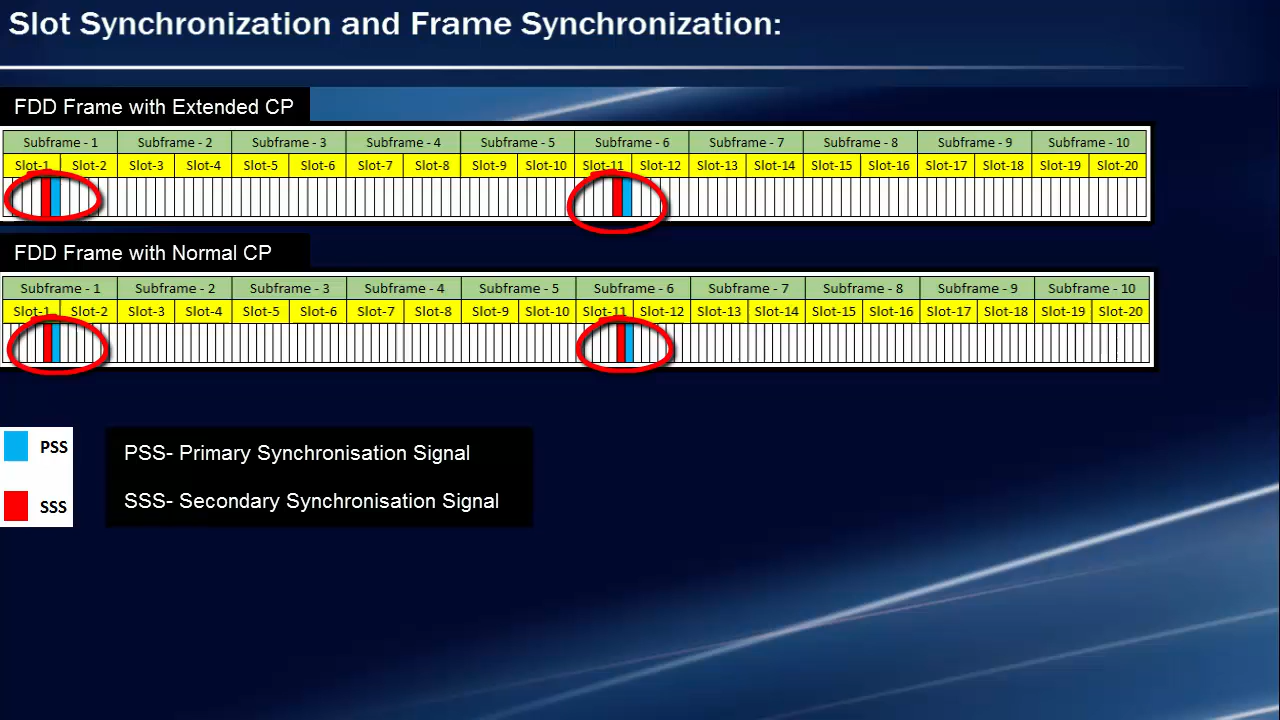 Slot Synchronization and Frame Synchronization:
FDD Frame with Extended CP
Subframe - 1 Subframe - 2 Subframe - 3 Subframe - 4 Subframe - 5 Subframe - 6 Subframe - 7 Subframe - 8 Subframe - 9 Subframe - 10
Slot-1 Slot-2 Slot-3 Slot-4 Slot-5 Slot-6 Slot-7 Slot-8 Slot-9 Slot-10 Slot-11 Slot-12 Slot-13 Slot-14 Slot-15 Slot-16 Slot-17 Slot-18 Slot-19 Slot-20
FDD Frame with Normal CP
Subframe - 1 Subframe - 2 Subframe - 3 Subframe - 4 Subframe - 5 Subframe - 6 Subframe - 7 Subframe - 8 Subframe - 9 Subframe - 10
Slot-1 Slot-2 Slot-3 Slot-4 Slot-5 Slot-6 Slot-7 Slot-8 Slot-9 Slot-10 Slot-11 Slot-12 Slot-13 Slot-14 Slot-15 Slot-16 Slot-17 Slot-18 Slot-19 Slot-20
PSS
SSS
PSS- Primary Synchronisation Signal
SSS- Secondary Synchronisation Signal